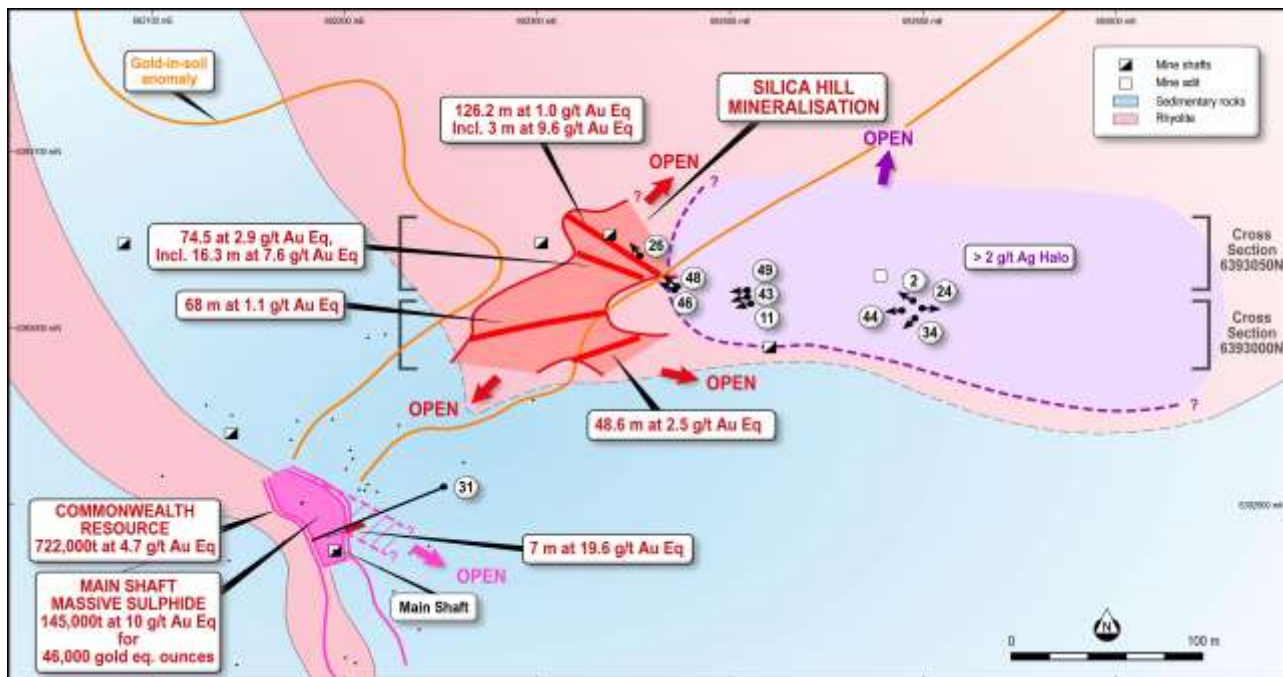 Gold-in-soil
anomaly
126.2 m at 1.0 g/t Au Eq
Incl. 3 m at 9.6 g/t Au Eq
SILICA HILL
MINERALISATION
Mine shafts
Mine adit
Sedimentary rocks
Rhyolite
OPEN
OPEN
?
?
74.5 at 2.9 g/t Au Eq,
Incl. 16.3 m at 7.6 g/t Au Eq
26
48
49
46
43
11
> 2 g/t Ag Halo
2
24
44
34
Cross
Section
6393050N
68 m at 1.1 g/t Au Eq
Cross
Section
6393000N
OPEN
OPEN
?
48.6 m at 2.5 g/t Au Eq
31
COMMONWEALTH
RESOURCE
722,000t at 4.7 g/t Au Eq
7 m at 19.6 g/t Au Eq
OPEN
MAIN SHAFT
MASSIVE SULPHIDE
145,000t at 10 g/t Au Eq
for
46,000 gold eq. ounces
Main Shaft
N
0
100 m